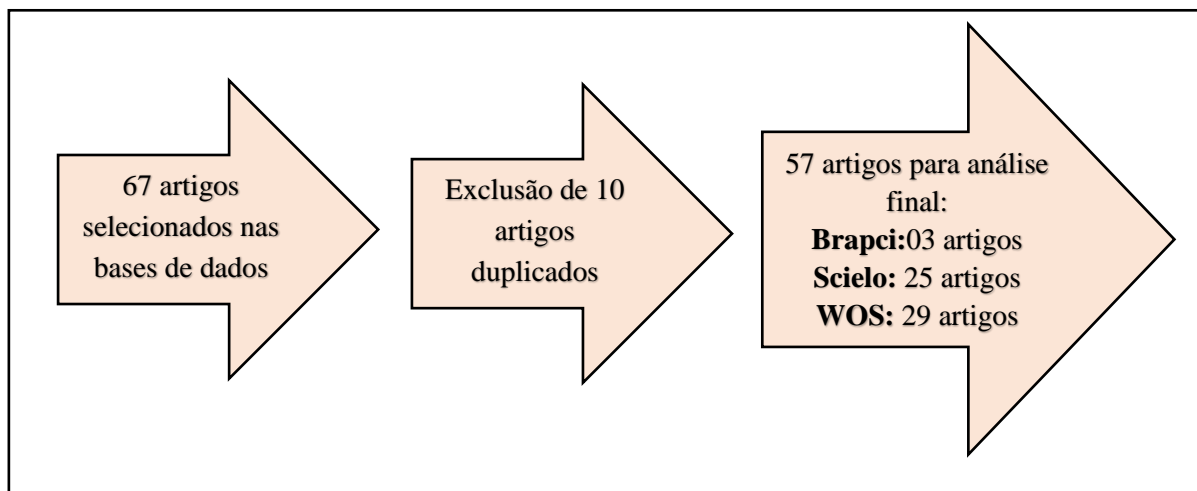 67 artigos
selecionados nas
bases de dados
Exclusão de 10
artigos
duplicados
57 artigos para análise
final:
Brapci:03 artigos
Scielo: 25 artigos
WOS: 29 artigos